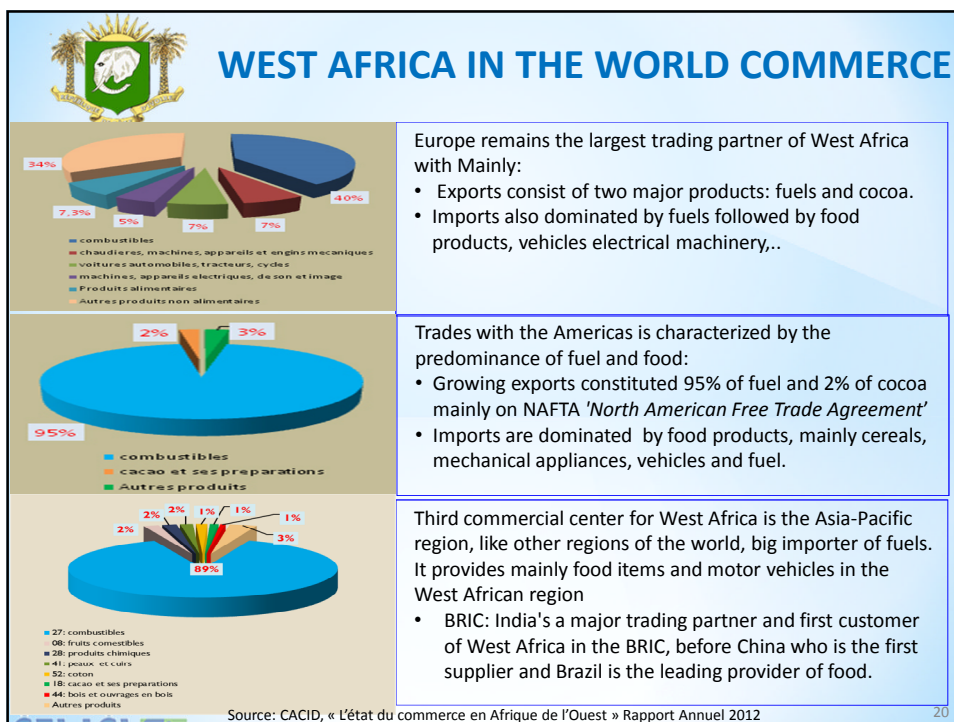 WEST AFRICA IN THE WORLD COMMERCE
34%
40%
7,3%
5%
7%
7%
combustibles
chaudieres, machines, appareils et engins mecaniques
voitures automobiles, tracteurs, cycles
machines, appareils electriques, de son et image
Produits alimentaires
Autres produits non alimentaires
Europe remains the largest trading partner of West Africa
with Mainly:
• Exports consist of two major products: fuels and cocoa.
• Imports also dominated by fuels followed by food
products, vehicles electrical machinery,..
2%
3%
95%
combustibles
cacao et ses preparations
Autres produits
Trades with the Americas is characterized by the
predominance of fuel and food:
• Growing exports constituted 95% of fuel and 2% of cocoa
mainly on NAFTA 'North American Free Trade Agreement’
• Imports are dominated by food products, mainly cereals,
mechanical appliances, vehicles and fuel.
2%
2%
2%
1%
1%
1%
3%
89%
27: combustibles
08: fruits comestibles
28: produits chimiques
41: peaux et cuirs
52: coton
18: cacao et ses preparations
44: bois et ouvrages en bois
Autres produits
Third commercial center for West Africa is the Asia-Pacific
region, like other regions of the world, big importer of fuels.
It provides mainly food items and motor vehicles in the
West African region
• BRIC: India's a major trading partner and first customer
of West Africa in the BRIC, before China who is the first
supplier and Brazil is the leading provider of food.
Source: CACID, « L’état du commerce en Afrique de l’Ouest » Rapport Annuel 2012
20